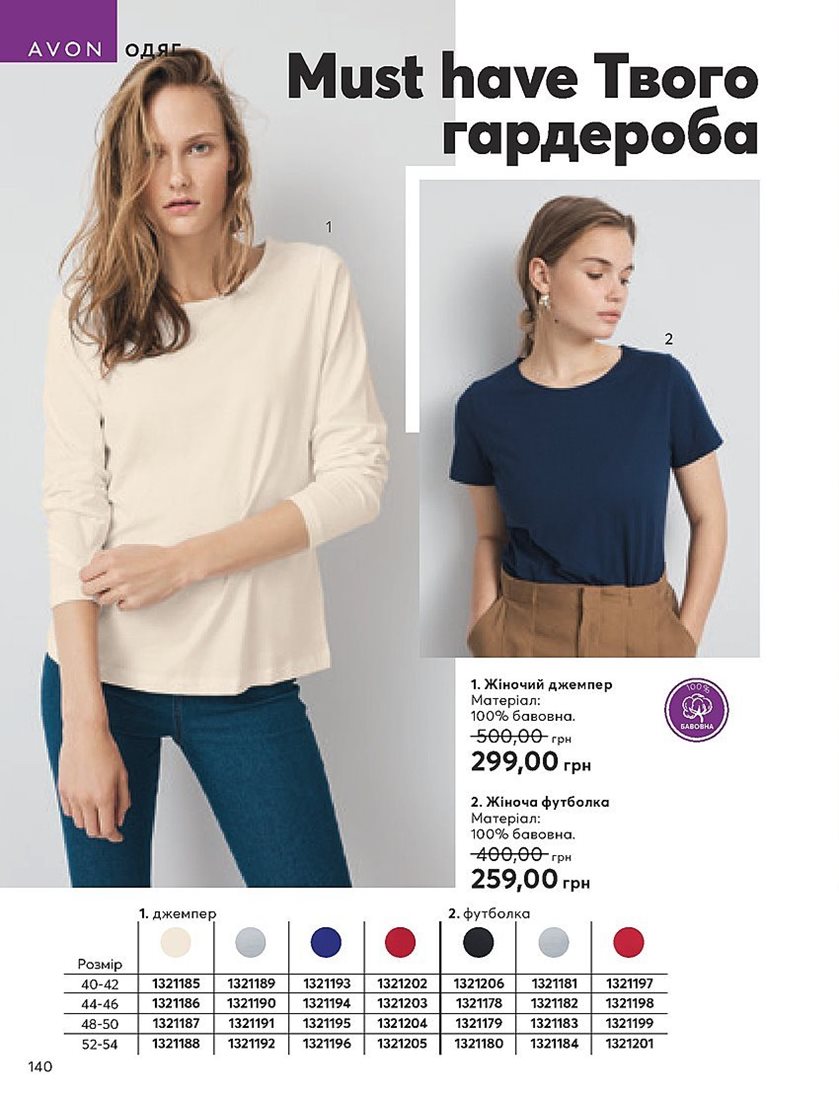 AVON ОДЯГ
Must have Твого
гардероба
1
2
1. Жіночий джемпер
Матеріал:
100% бавовна.
500,00 грн
299,00 грн
100%
БАВОВНА
2. Жіноча футболка
Матеріал:
100% бавовна.
400,00 грн
259,00 грн
1. джемпер 2. футболка
Розмір
40-42 1321185 1321189 1321193 1321202 1321206 1321181 1321197
44-46 1321186 1321190 1321194 1321203 1321178 1321182 1321198
48-50 1321187 1321191 1321195 1321204 1321179 1321183 1321199
52-54 1321188 1321192 1321196 1321205 1321180 1321184 1321201
140